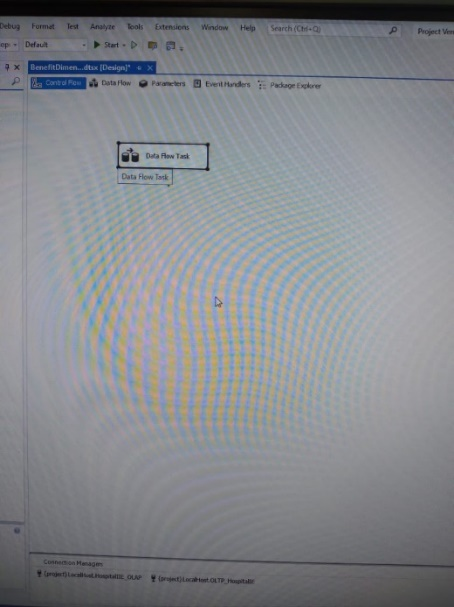 Debug Format Test Analyze Tools Extensions Window Help Search (Ctrl+Q) Project Ver
Default Start
BenefitDimen...dtsx [Design]*
Control Flow Data Flow Parameters Event Handlers Package Explorer
Data Flow Task
Data Flow Task
Connection Managers
(project) LocalHost.HospitalBI_OLAP (project) LocalHost.OLTP_HospitalBI